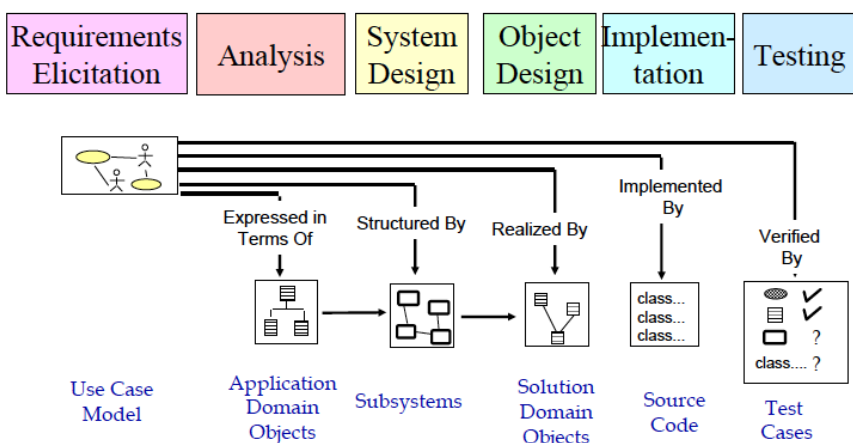 Requirements
Elicitation
Analysis
System
Design
Object
Design
Implemen-
tation
Testing
Expressed in
Terms Of
Structured By
Realized By
Implemented
By
Verified
By
class...
class...
class...
?
class.... ?
Use Case
Model
Application
Domain
Objects
Subsystems
Solution
Domain
Objects
Source
Code
Test
Cases